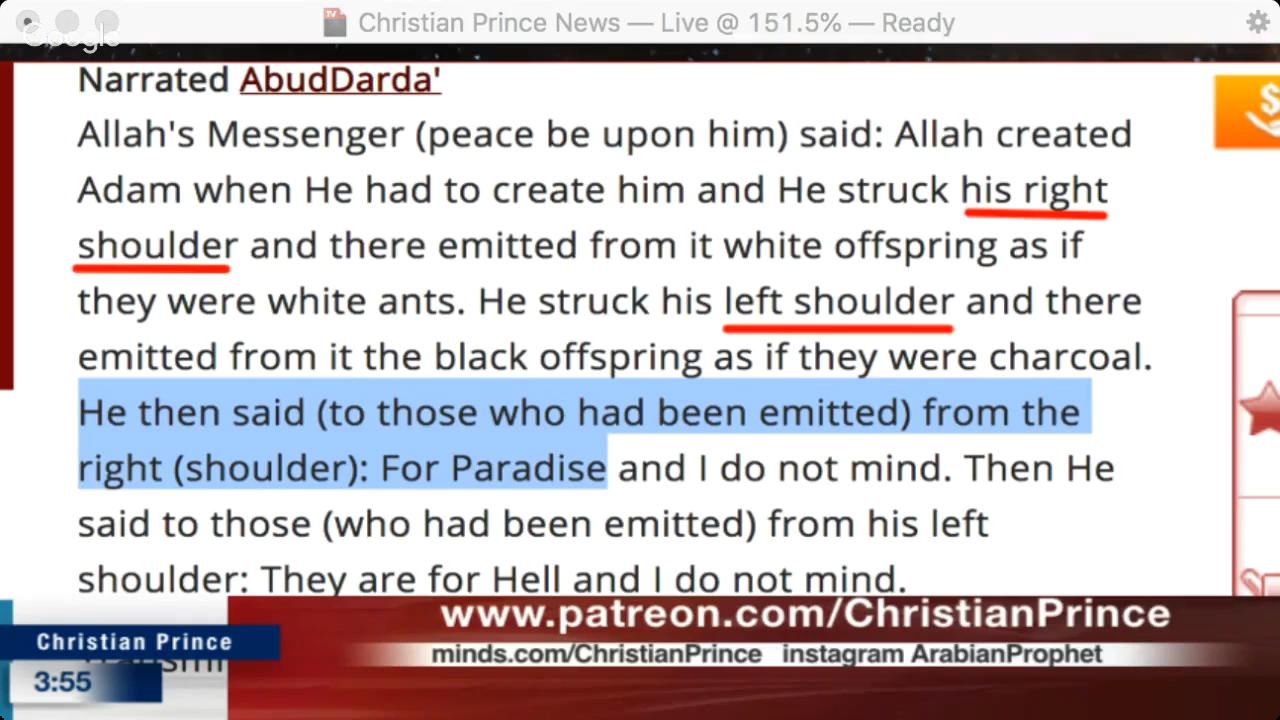 Christian Prince News — Live @ 151.5% — Ready
Google
Narrated AbudDarda'
Allah's Messenger (peace be upon him) said: Allah created
Adam when He had to create him and He struck his right
shoulder and there emitted from it white offspring as if
they were white ants. He struck his left shoulder and there
emitted from it the black offspring as if they were charcoal.
He then said (to those who had been emitted) from the
right (shoulder): For Paradise and I do not mind. Then He
said to those (who had been emitted) from his left
shoulder: They are for Hell and I do not mind.
www.patreon.com/ChristianPrince
Christian Prince
minds.com/ChristianPrince instagram ArabianProphet
3:55